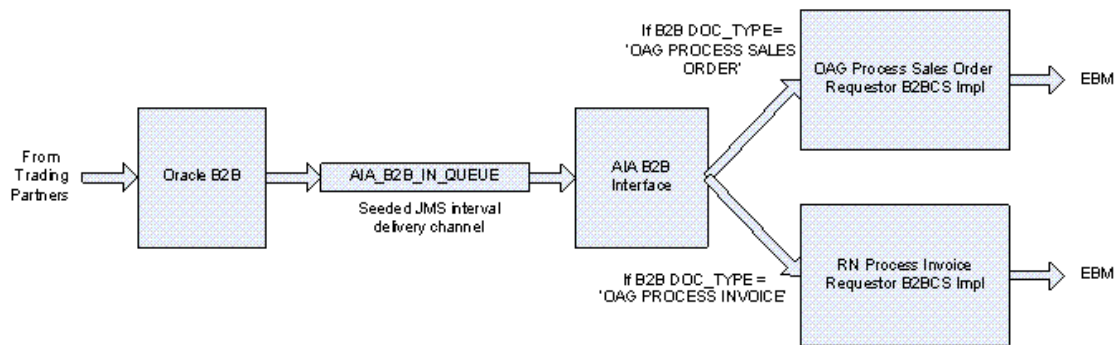 If B2B DOC_TYPE=
'OAG PROCESS SALES
ORDER'
OAG Process Sales Order
Requestor B2BCS Impl
EBM
From
Trading
Partners
Oracle B2B
AIA_B2B_IN_QUEUE
Seeded JMS interval
delivery channel
AIA B2B
Interface
If B2B DOC_TYPE =
'OAG PROCESS INVOICE'
RN Process Invoice
Requestor B2BCS Impl
EBM